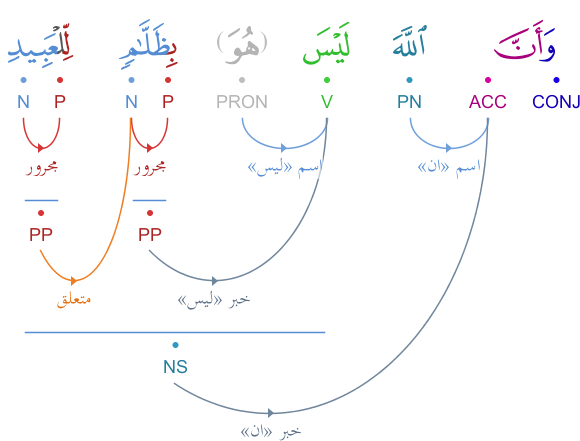 وَأَنَّ ٱللَّهَ لَيْسَ (هُوَ) بِظَلَّـٰمٍ لِّلْعَبِيدِ
CONJ ACC PN V PRON P N P N
اسم «ان» اسم «ليس» مجرور مجرور
PP PP
خبر «ليس» متعلق
NS
خبر «ان»